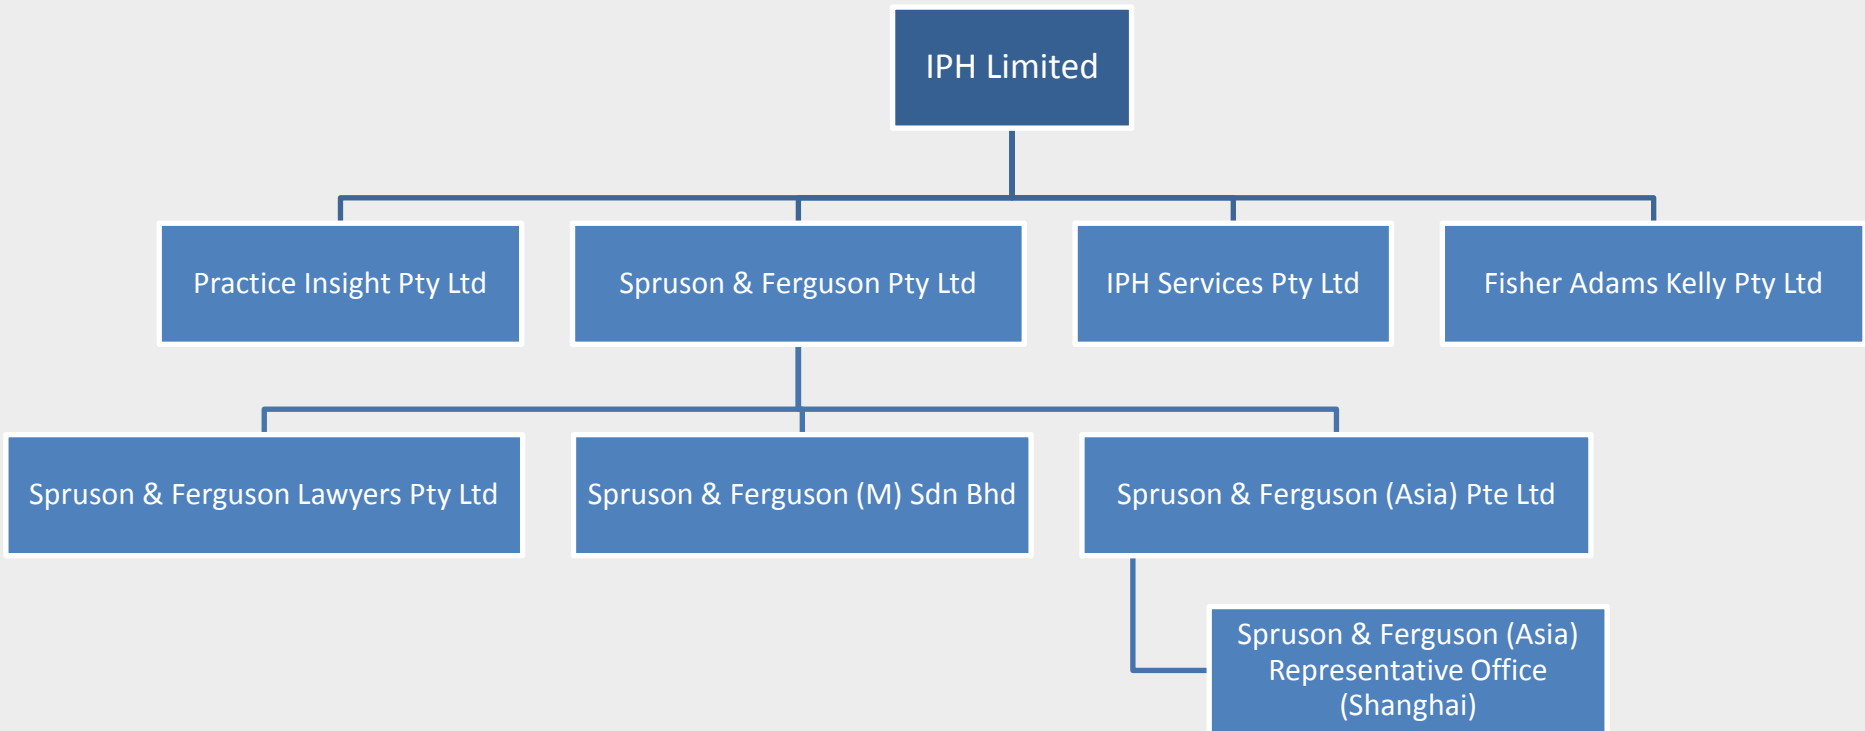 IPH Limited
Practice Insight Pty Ltd
Spruson & Ferguson Pty Ltd
IPH Services Pty Ltd
Fisher Adams Kelly Pty Ltd
Spruson & Ferguson Lawyers Pty Ltd
Spruson & Ferguson (M) Sdn Bhd
Spruson & Ferguson (Asia) Pte Ltd
Spruson & Ferguson (Asia)
Representative Office
(Shanghai)